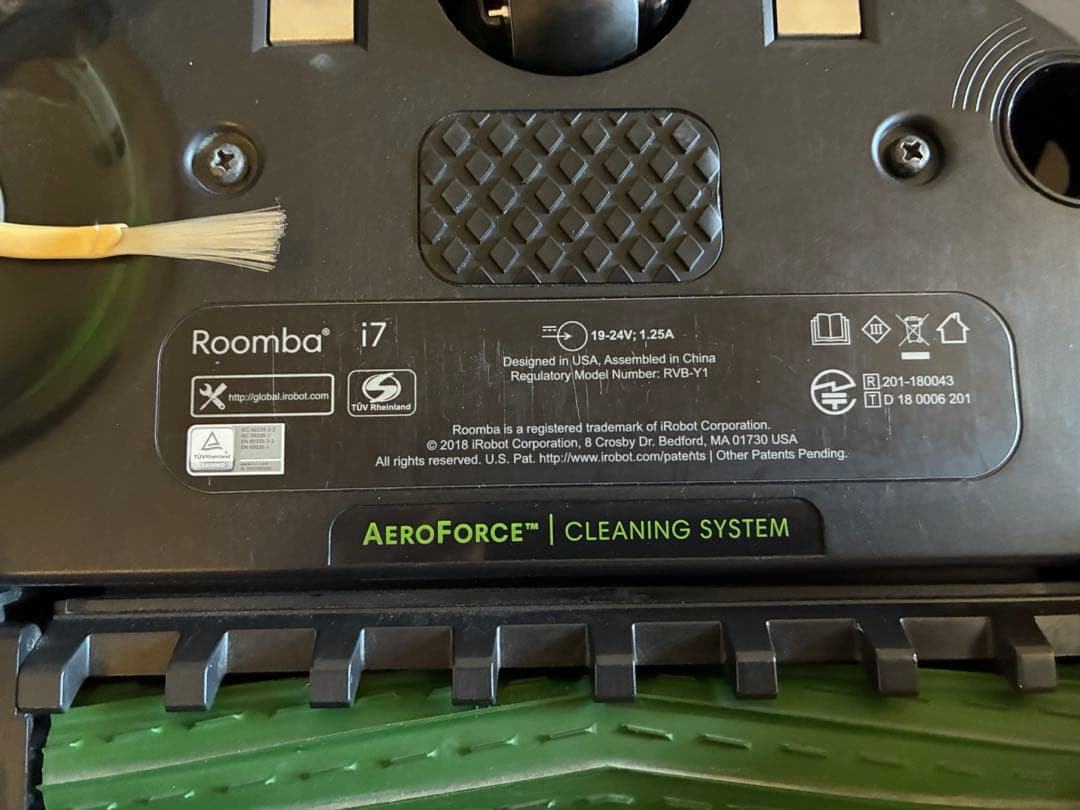 Roomba® i7
19-24V; 1.25A
Designed in USA, Assembled in China
Regulatory Model Number: RVB-Y1
III
http://global.irobot.com
TÜV Rheinland
R 201-180043
T D 18 0006 201
TÜVRheinland
CERTIFIED
Roomba is a registered trademark of iRobot Corporation.
© 2018 iRobot Corporation, 8 Crosby Dr. Bedford, MA 01730 USA
All rights reserved. U.S. Pat. http://www.irobot.com/patents | Other Patents Pending.
AEROFORCE™ | CLEANING SYSTEM